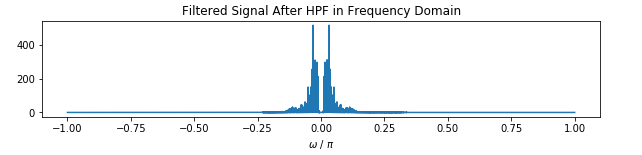 Filtered Signal After HPF in Frequency Domain
400
200
0
−1.00 −0.75 −0.50 −0.25 0.00 0.25 0.50 0.75 1.00
ω / π